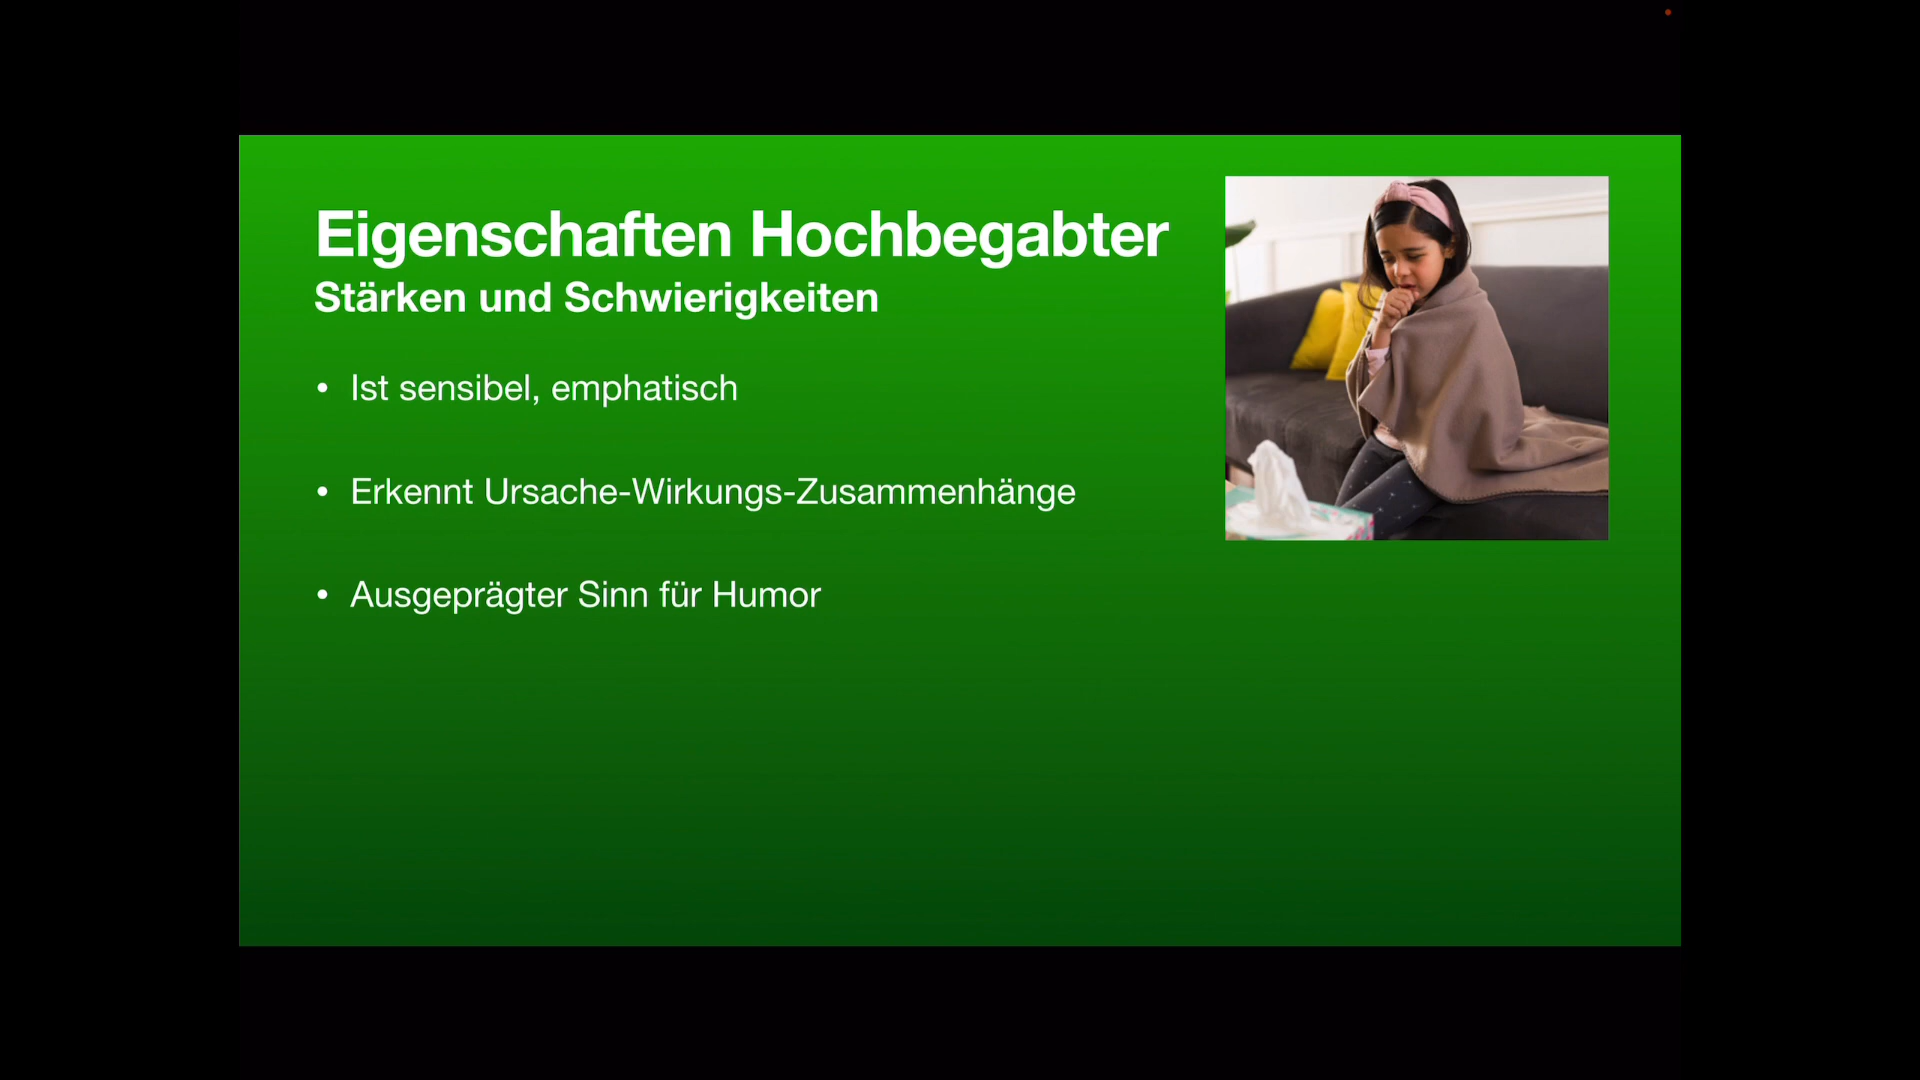 Eigenschaften Hochbegabter
Stärken und Schwierigkeiten
• Ist sensibel, emphatisch
• Erkennt Ursache-Wirkungs-Zusammenhänge
• Ausgeprägter Sinn für Humor